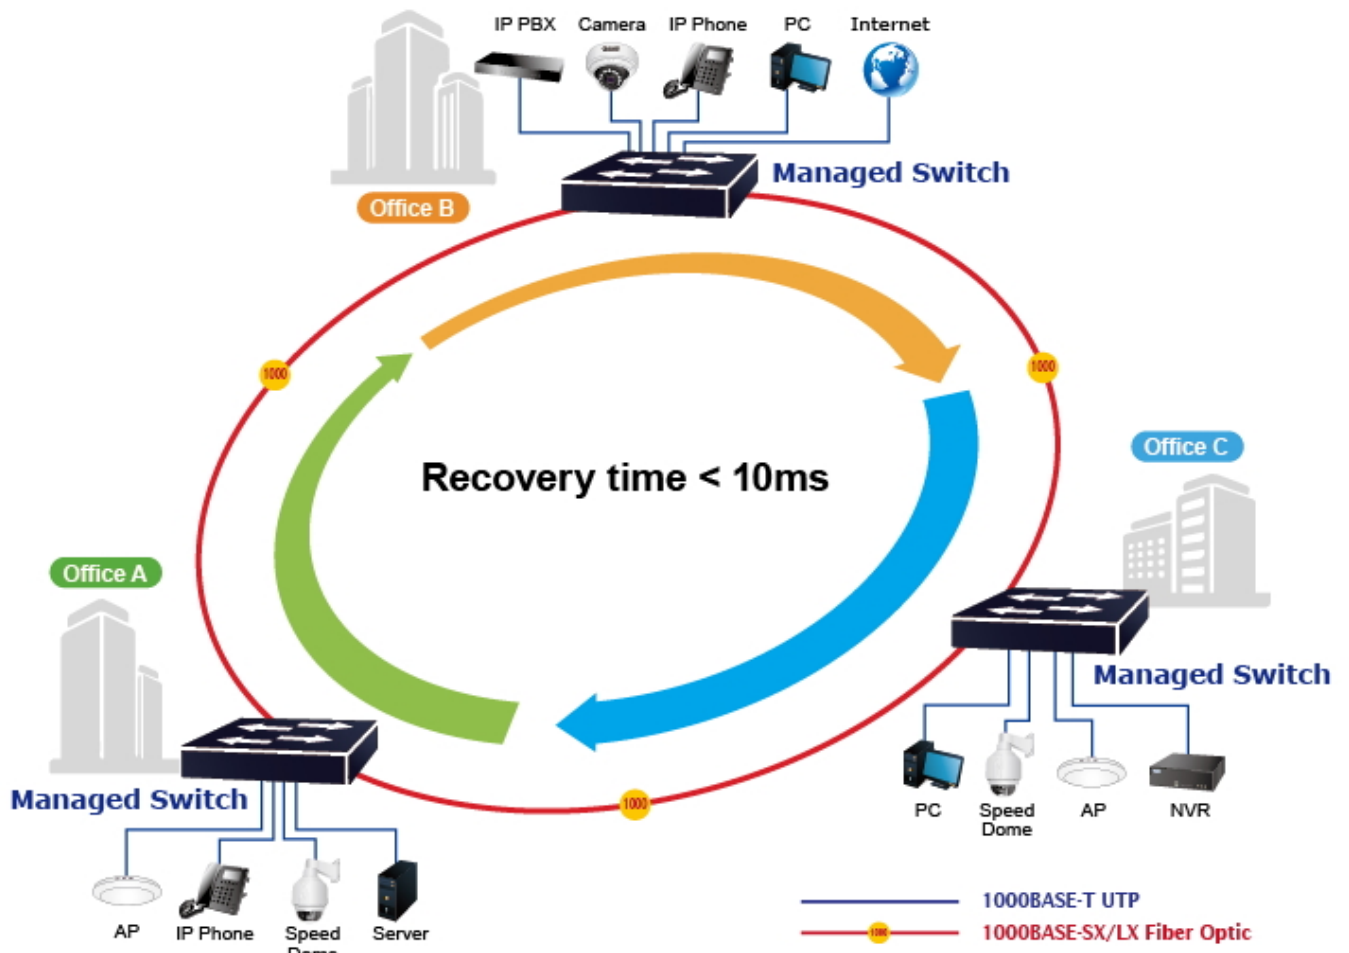 IP PBX Camera IP Phone PC Internet
Managed Switch
Office B
1000
1000
Office C
Recovery time < 10ms
Office A
Managed Switch
Managed Switch
PC Speed Dome AP NVR
1000
AP IP Phone Speed Dome Server
1000BASE-T UTP
1000 1000BASE-SX/LX Fiber Optic